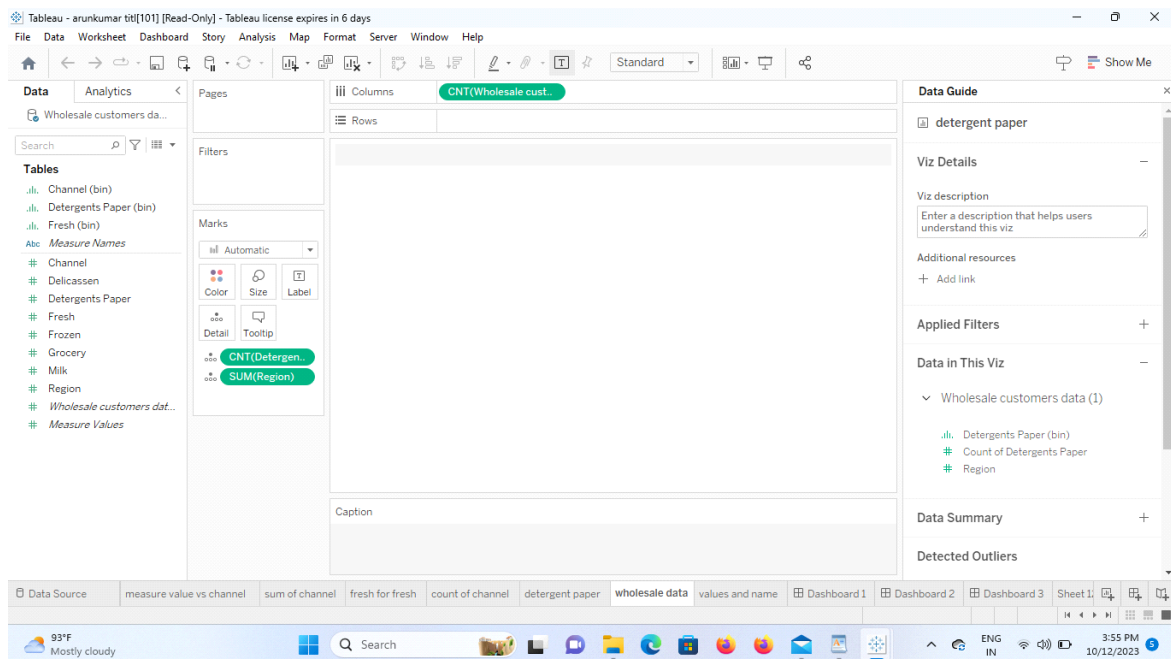 Tableau - arunkumar titl[101] [Read-Only] - Tableau license expires in 6 days
File Data Worksheet Dashboard Story Analysis Map Format Server Window Help
Standard
Show Me
Data Analytics
Wholesale customers da...
Search
Tables
Channel (bin)
Detergents Paper (bin)
Fresh (bin)
Abc Measure Names
Channel
Delicassen
Detergents Paper
Fresh
Frozen
Grocery
Milk
Region
Wholesale customers dat...
Measure Values
Pages
Filters
Marks
Automatic
Color Size Label
Detail Tooltip
CNT(Detergen..
SUM(Region)
Columns CNT(Wholesale cust..
Rows
Caption
Data Guide
detergent paper
Viz Details
Viz description
Enter a description that helps users
understand this viz
Additional resources
+ Add link
Applied Filters
Data in This Viz
Wholesale customers data (1)
Detergents Paper (bin)
Count of Detergents Paper
Region
Data Summary
Detected Outliers
Data Source measure value vs channel sum of channel fresh for fresh count of channel detergent paper wholesale data values and name Dashboard 1 Dashboard 2 Dashboard 3
93°F
Mostly cloudy
Search
ENG
IN
3:55 PM
10/12/2023
5